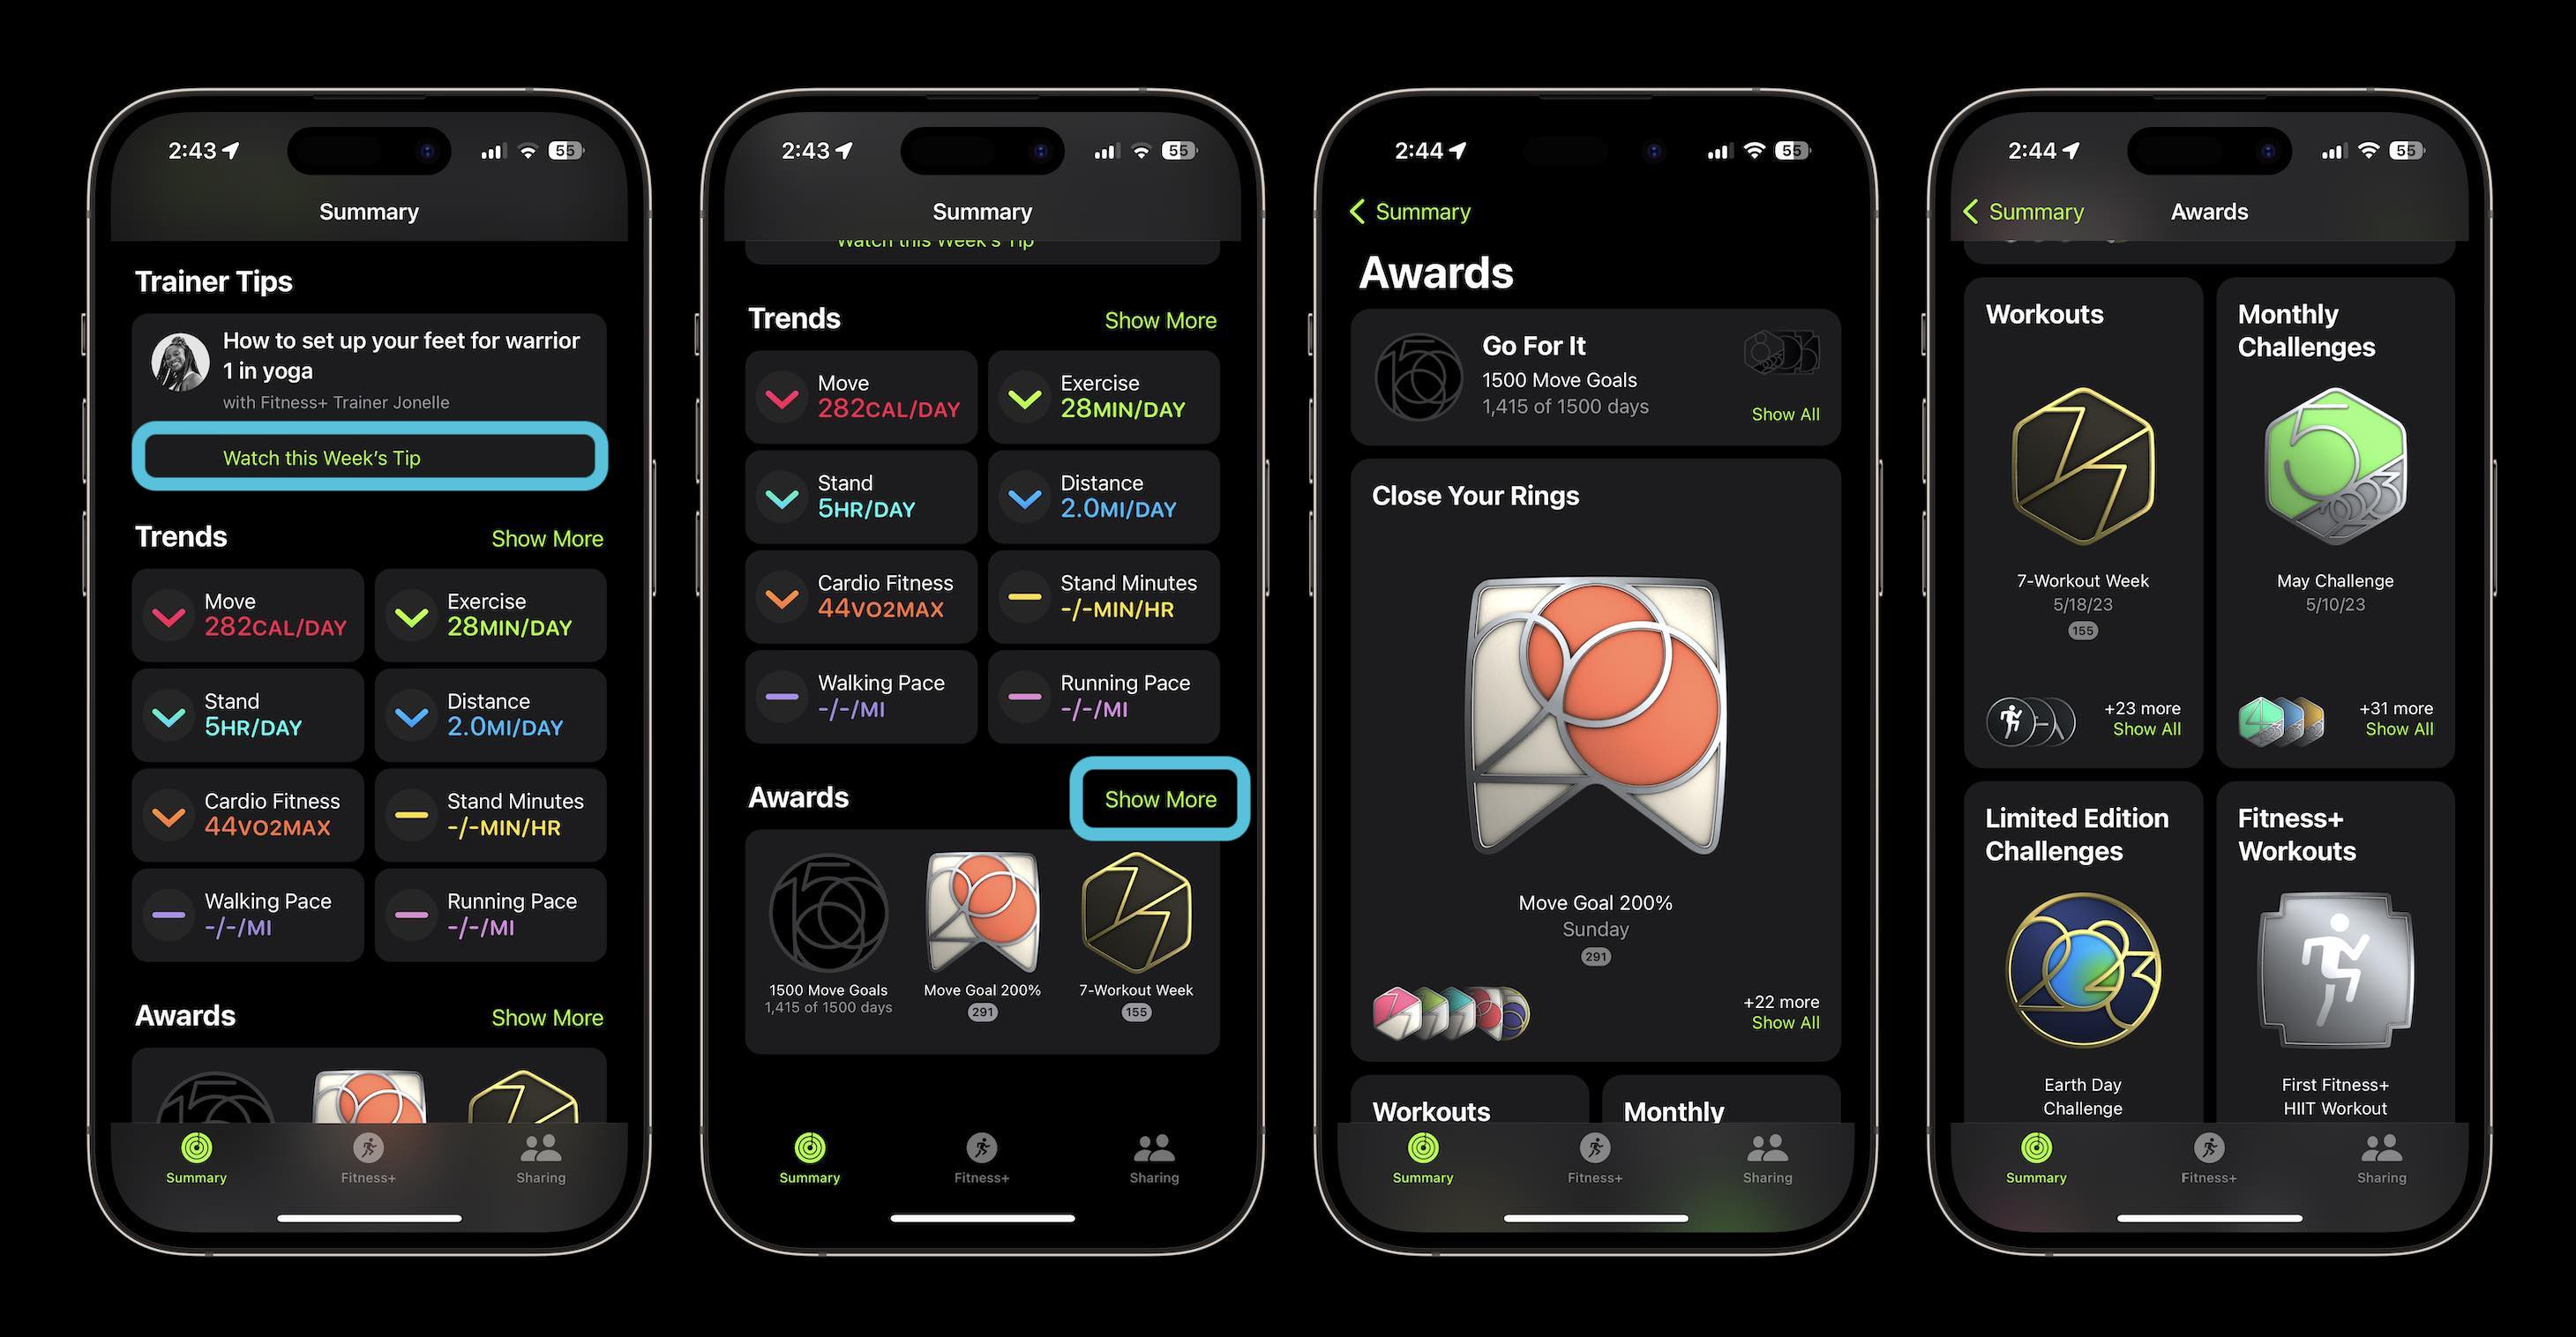 2:43
55
Summary
Trainer Tips
How to set up your feet for warrior
1 in yoga
with Fitness+ Trainer Jonelle
Watch this Week's Tip
Trends
Show More
Move
282CAL/DAY
Exercise
28MIN/DAY
Stand
5HR/DAY
Distance
2.0MI/DAY
Cardio Fitness
44VO2MAX
Stand Minutes
-/-MIN/HR
Walking Pace
-/-/MI
Running Pace
-/-/MI
Awards
Show More
Summary
Fitness+
Sharing
2:43
55
Summary
Watch this Week's Tip
Trends
Show More
Move
282CAL/DAY
Exercise
28MIN/DAY
Stand
5HR/DAY
Distance
2.0MI/DAY
Cardio Fitness
44VO2MAX
Stand Minutes
-/-MIN/HR
Walking Pace
-/-/MI
Running Pace
-/-/MI
Awards
Show More
1500 Move Goals
1,415 of 1500 days
Move Goal 200%
291
7-Workout Week
155
Summary
Fitness+
Sharing
2:44
55
Summary
Awards
Go For It
1500 Move Goals
1,415 of 1500 days
Show All
Close Your Rings
Move Goal 200%
Sunday
291
+22 more
Show All
Workouts
Monthly
Summary
Fitness+
Sharing
2:44
55
Summary
Awards
Workouts
7-Workout Week
5/18/23
155
+23 more
Show All
Monthly
Challenges
5
2023
May Challenge
5/10/23
+31 more
Show All
Limited Edition
Challenges
2023
Earth Day
Challenge
Fitness+
Workouts
First Fitness+
HIIT Workout
Summary
Fitness+
Sharing